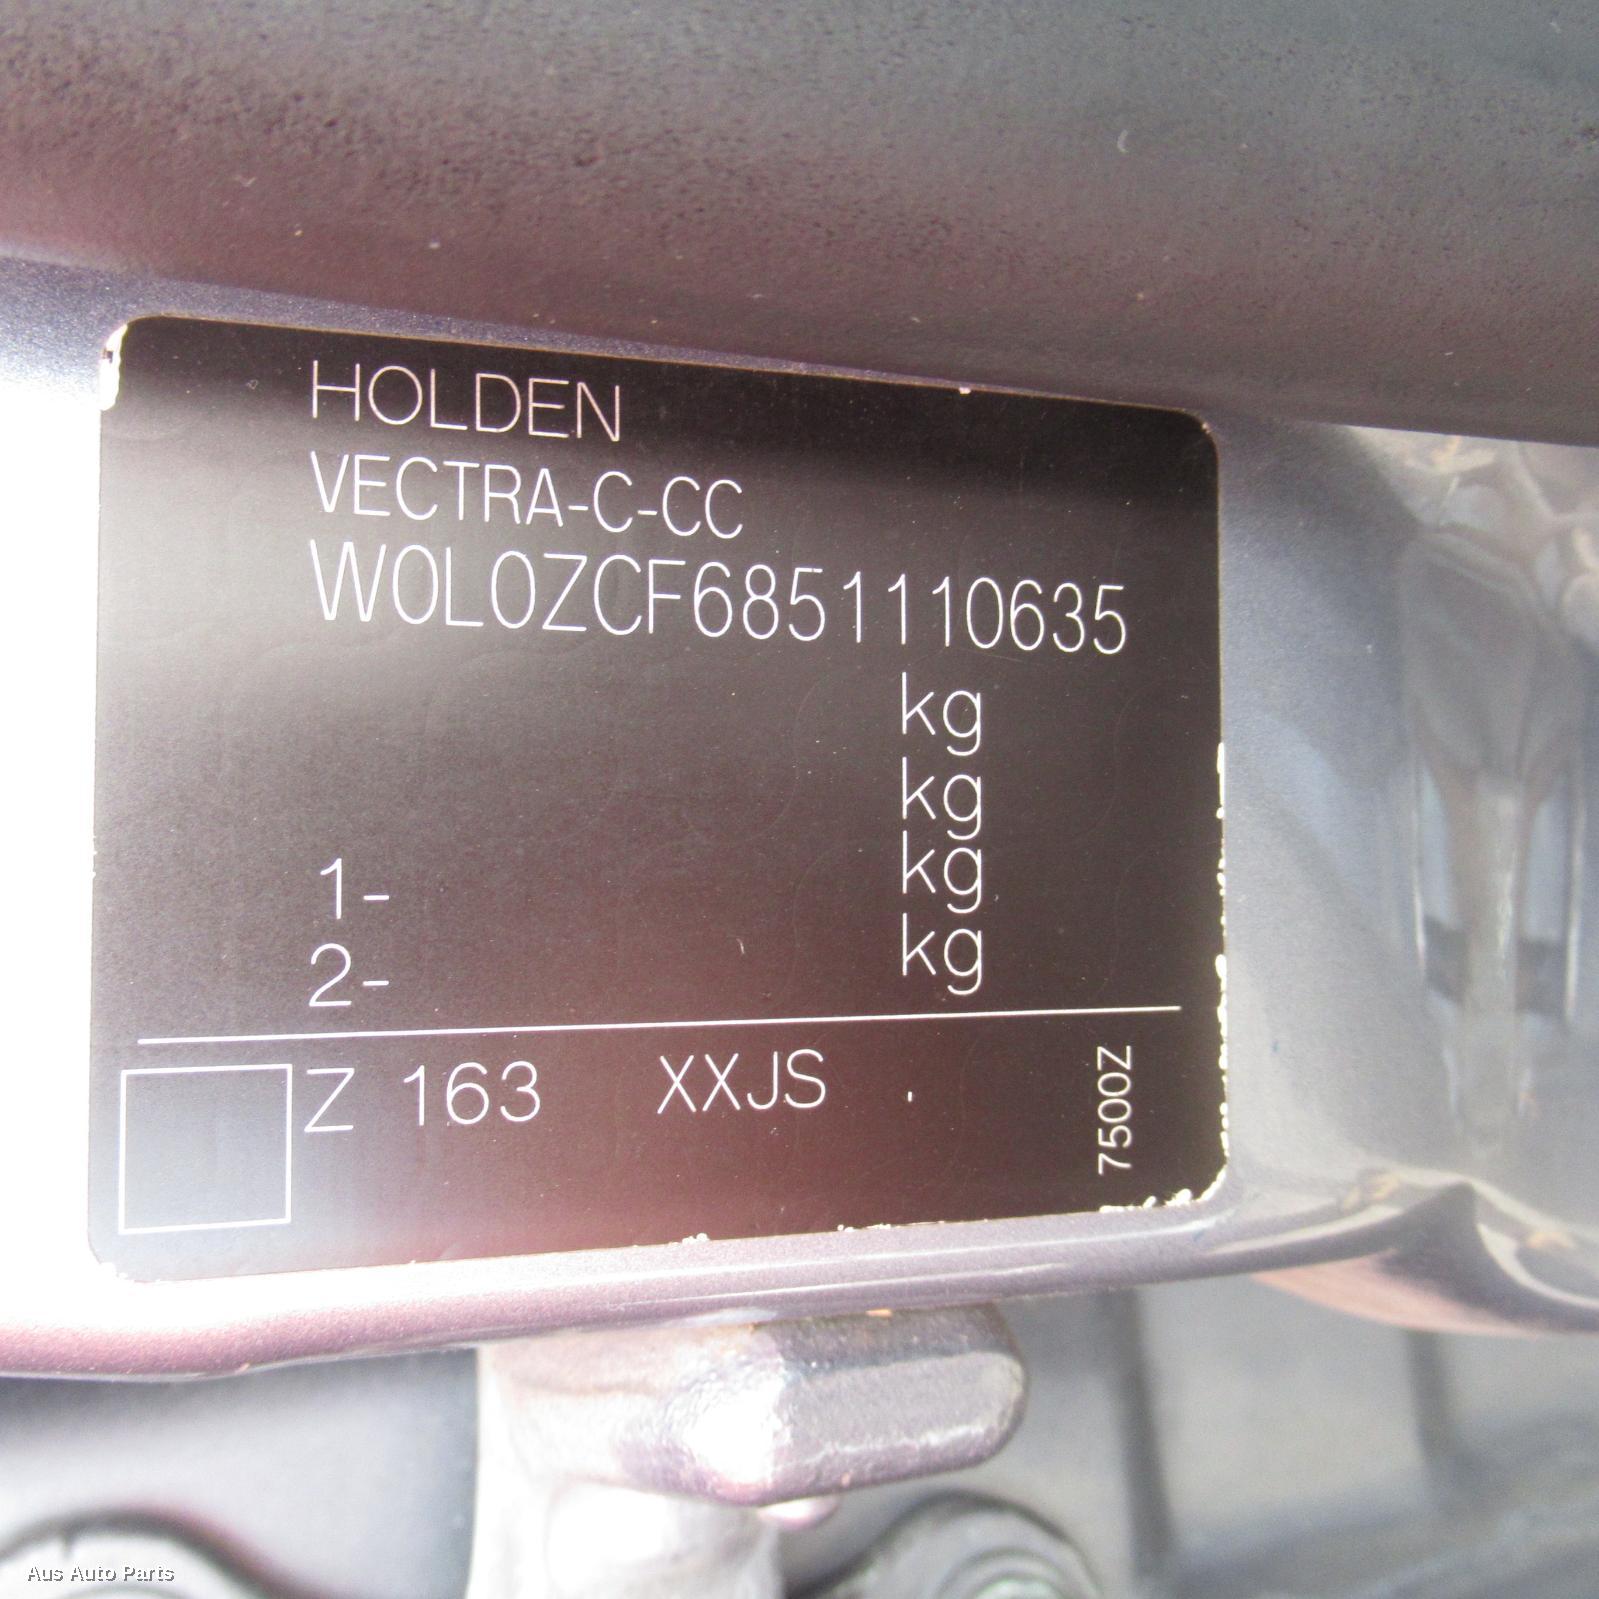 HOLDEN
VECTRA-C-CC
W0L0ZCF6851110635
kg
kg
1- kg
2- kg
Z 163 XXJS
7500Z
Aus Auto Parts